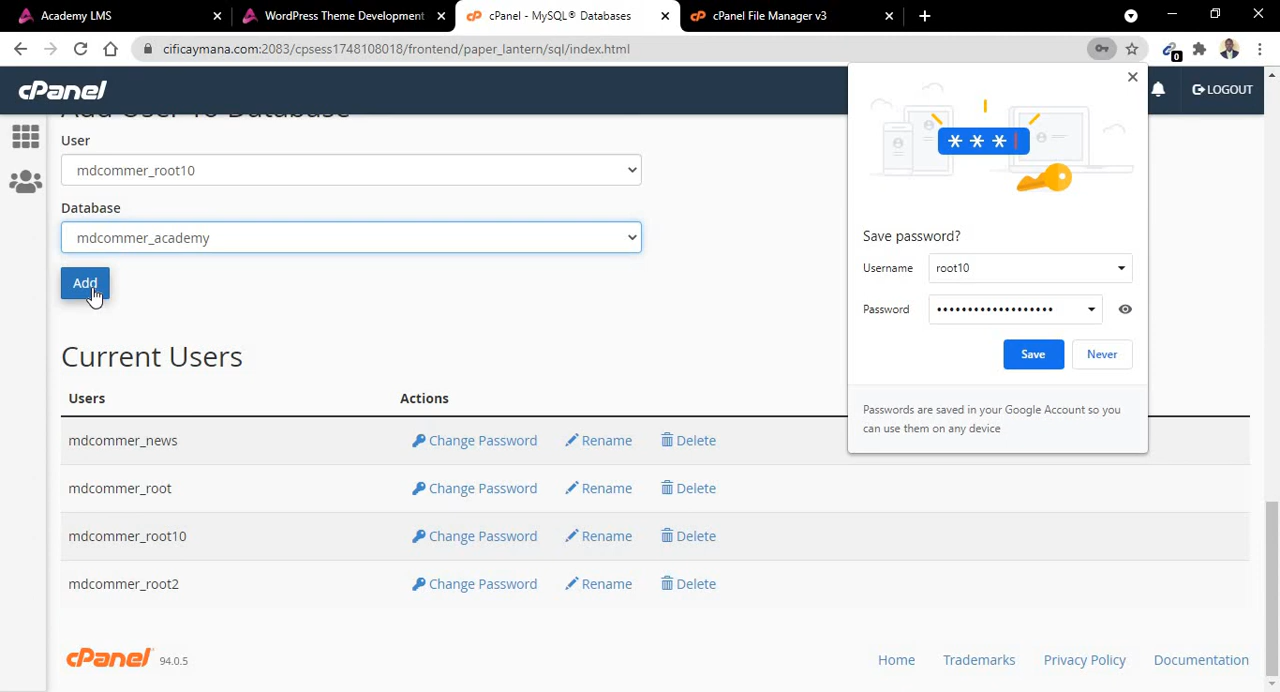 Academy LMS
WordPress Theme Development
cPanel - MySQL® Databases
cPanel File Manager v3
cificaymana.com:2083/cpsess1748108018/frontend/paper_lantern/sql/index.html
0
cPanel
LOGOUT
Add User To Database
User
mdcommer_root10
Database
mdcommer_academy
Add
* * *
Save password?
Username root10
Password •••••••••••••••••••
Save Never
Passwords are saved in your Google Account so you
can use them on any device
Current Users
Users Actions
mdcommer_news Change Password Rename Delete
mdcommer_root Change Password Rename Delete
mdcommer_root10 Change Password Rename Delete
mdcommer_root2 Change Password Rename Delete
cPanel 94.0.5 Home Trademarks Privacy Policy Documentation